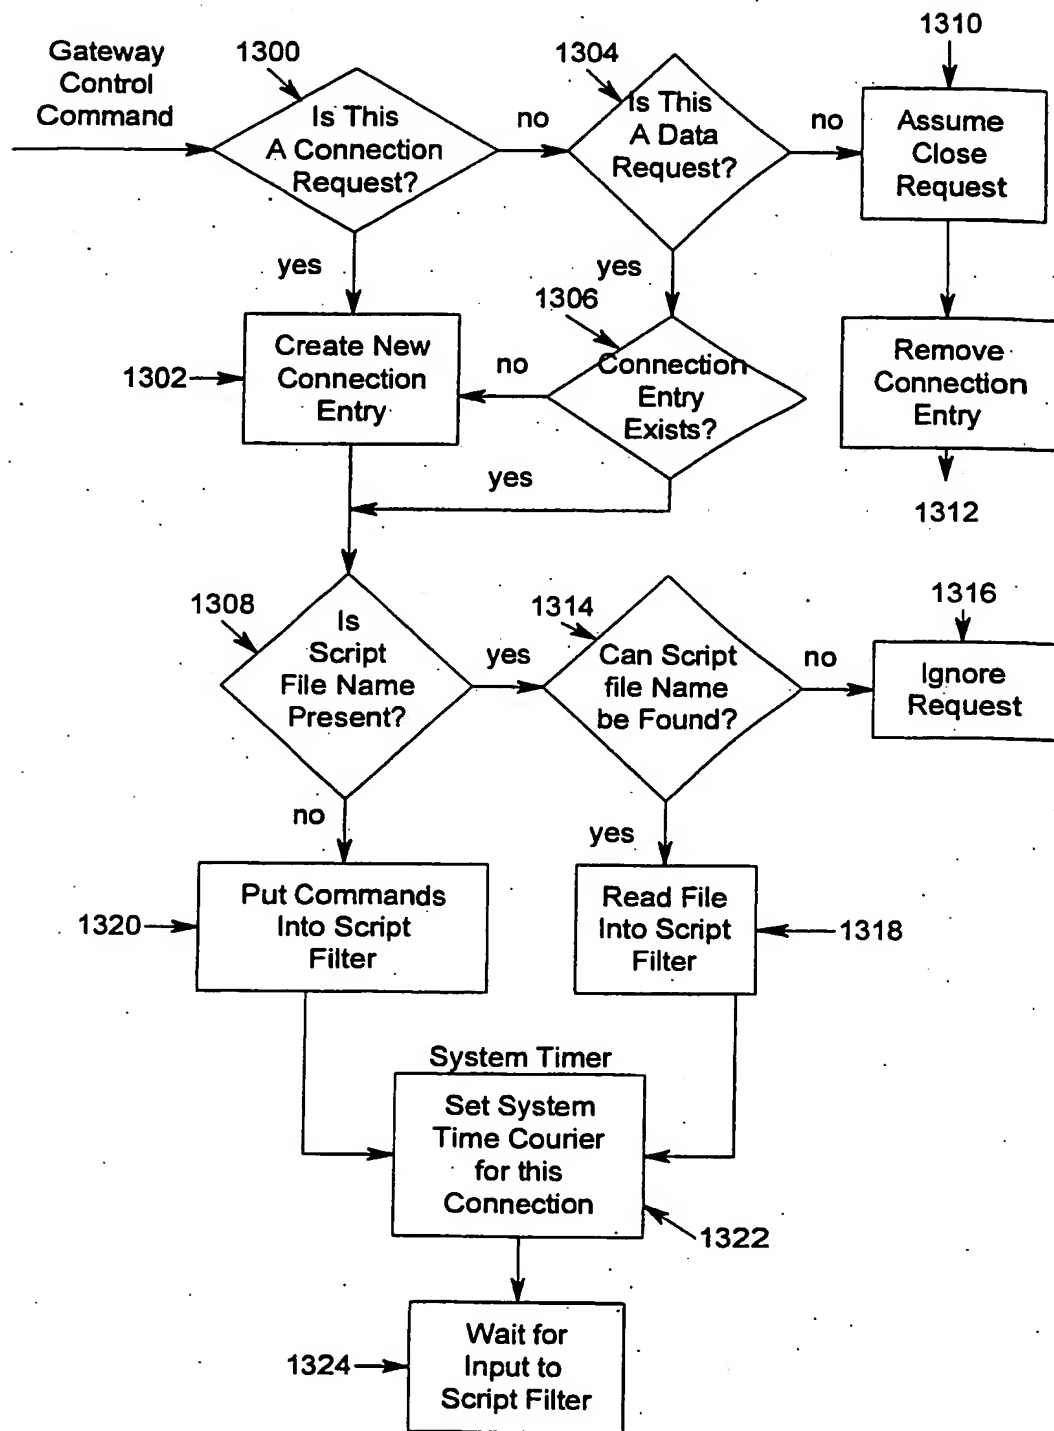 Gateway
Control
Command
1300
Is This
A Connection
Request?
no
1304
Is This
A Data
Request?
no
1310
Assume
Close
Request
yes
yes
1302
Create New
Connection
Entry
no
1306
Connection
Entry
Exists?
Remove
Connection
Entry
yes
1312
1308
Is
Script
File Name
Present?
yes
1314
Can Script
file Name
be Found?
no
1316
Ignore
Request
no
yes
1320
Put Commands
Into Script
Filter
Read File
Into Script
Filter
1318
System Timer
Set System
Time Courier
for this
Connection
1322
1324
Wait for
Input to
Script Filter